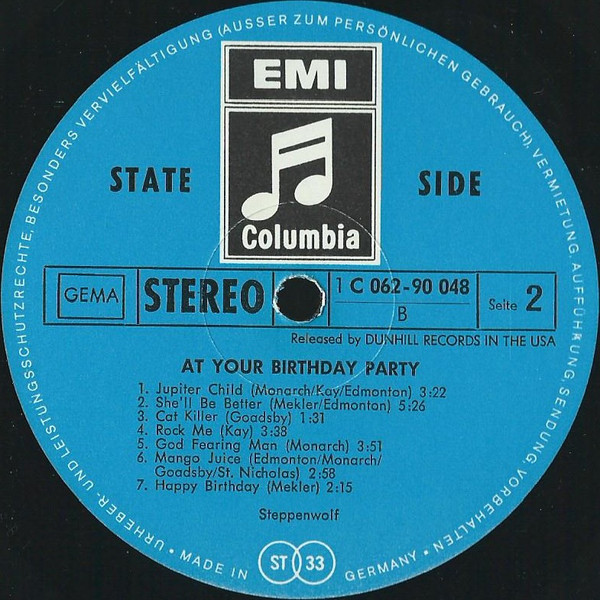 URHEBER- UND LEISTUNGSSCHUTZRECHTE, BESONDERS VERVIELFÄLTIGUNG (AUSSER ZUM PERSÖNLICHEN GEBRAUCH), VERMIETUNG, AUFFÜHRUNG, SENDUNG VORBEHALTEN •
EMI
STATE SIDE
Columbia
GEMA STEREO 1 C 062-90 048 Seite 2
B
Released by DUNHILL RECORDS IN THE USA
AT YOUR BIRTHDAY PARTY
1. Jupiter Child (Monarch/Kay/Edmonton) 3:22
2. She'll Be Better (Mekler/Edmonton) 5:26
3. Cat Killer (Goadsby) 1:31
4. Rock Me (Kay) 3:38
5. God Fearing Man (Monarch) 3:51
6. Mango Juice (Edmonton/Monarch/
Goadsby/St. Nicholas) 2:58
7. Happy Birthday (Mekler) 2:15
Steppenwolf
• MADE IN ST 33 GERMANY